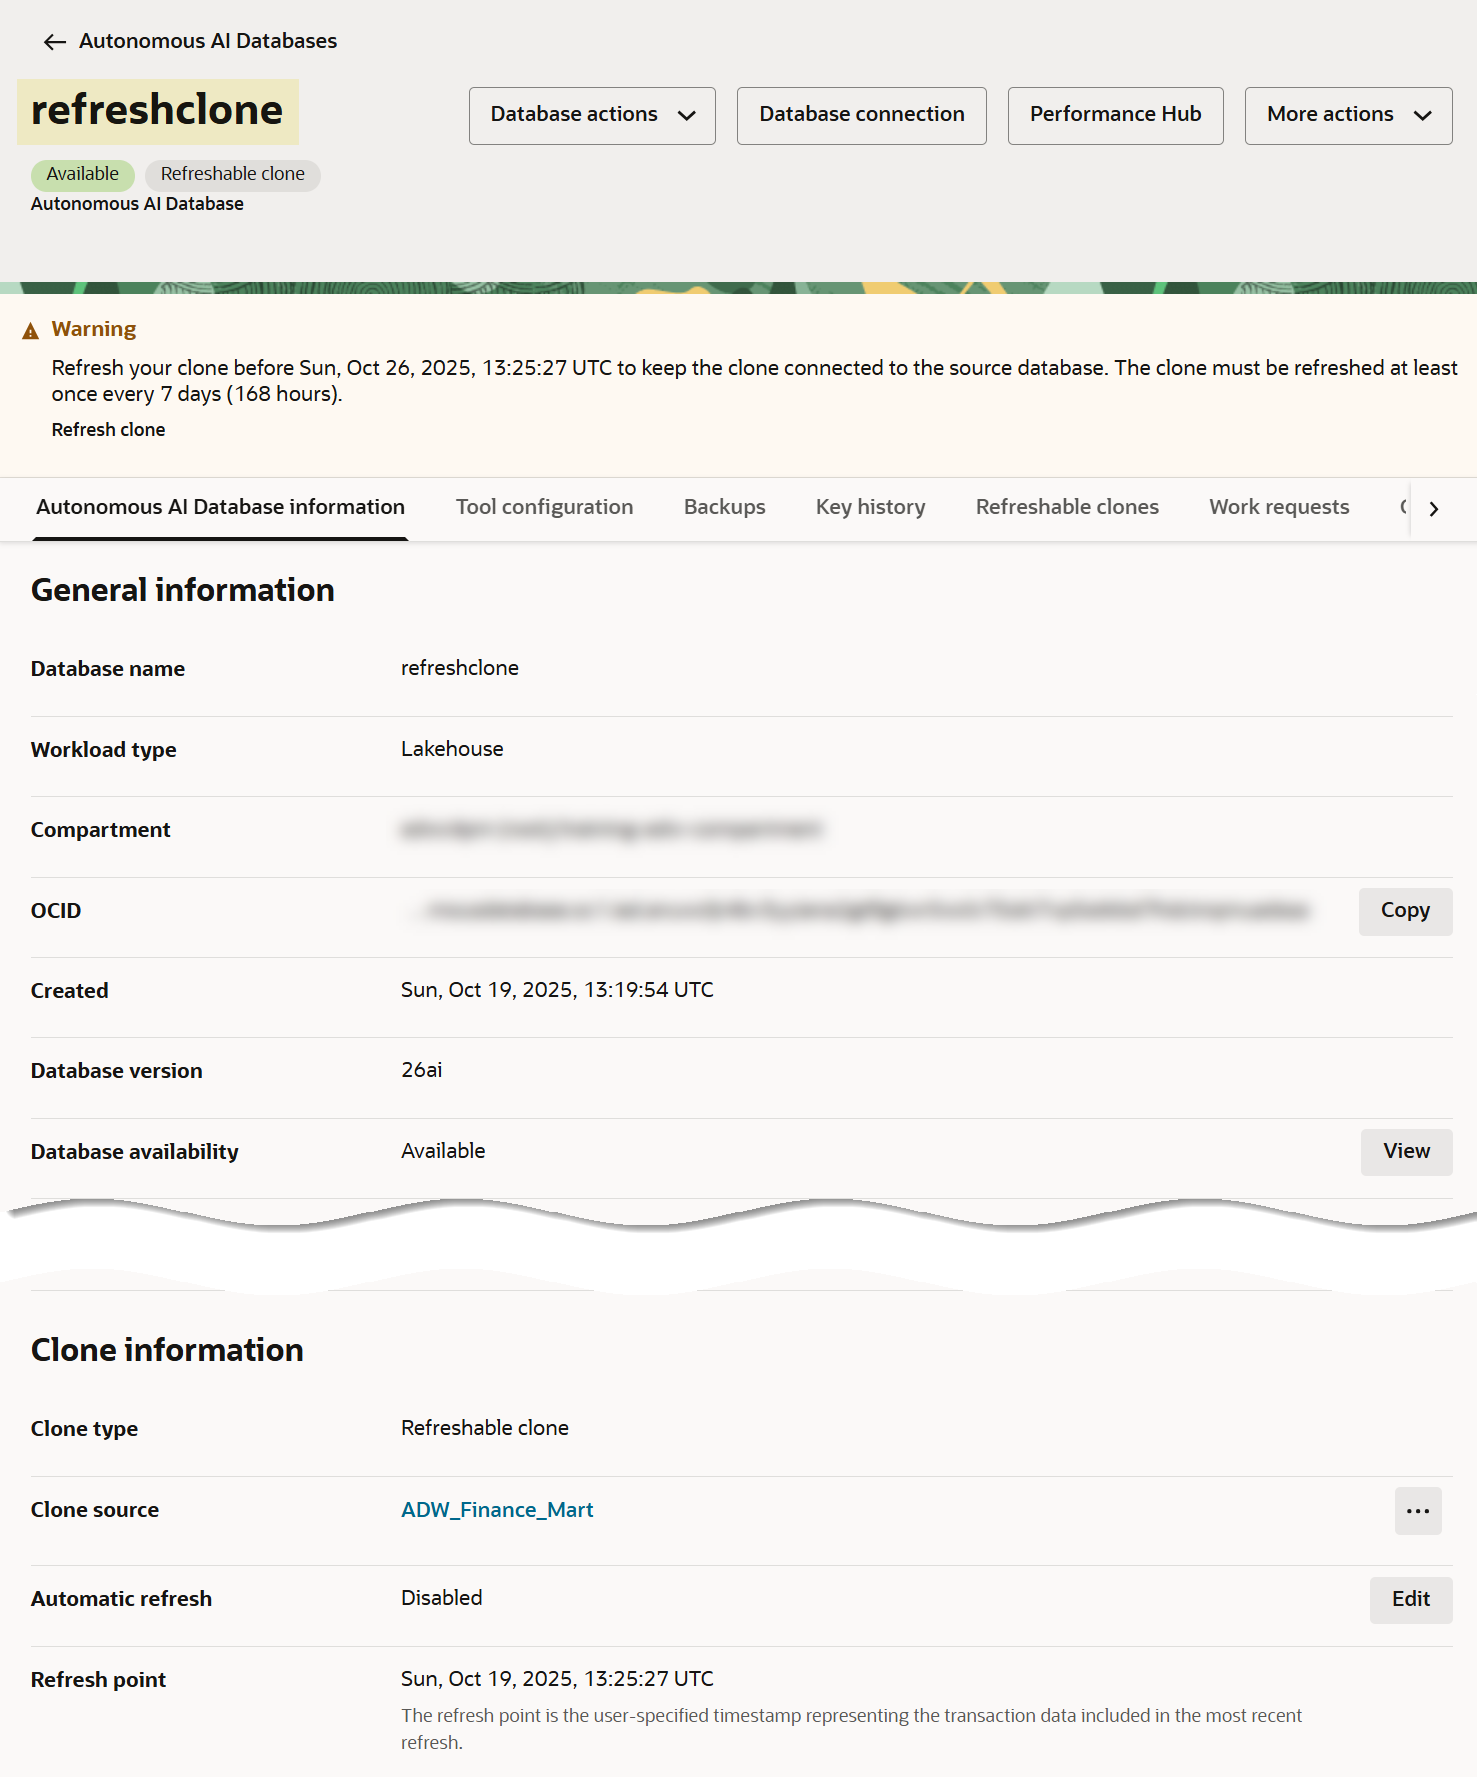 Autonomous AI Databases
refreshclone
Database actions
Database connection
Performance Hub
More actions
Available
Refreshable clone
Autonomous AI Database
Warning
Refresh your clone before Sun, Oct 26, 2025, 13:25:27 UTC to keep the clone connected to the source database. The clone must be refreshed at least
once every 7 days (168 hours).
Refresh clone
Autonomous AI Database information
Tool configuration
Backups
Key history
Refreshable clones
Work requests
General information
Database name
refreshclone
Workload type
Lakehouse
Compartment
OCID
Copy
Created
Sun, Oct 19, 2025, 13:19:54 UTC
Database version
26ai
Database availability
Available
View
Clone information
Clone type
Refreshable clone
Clone source
ADW_Finance_Mart
Automatic refresh
Disabled
Edit
Refresh point
Sun, Oct 19, 2025, 13:25:27 UTC
The refresh point is the user-specified timestamp representing the transaction data included in the most recent
refresh.